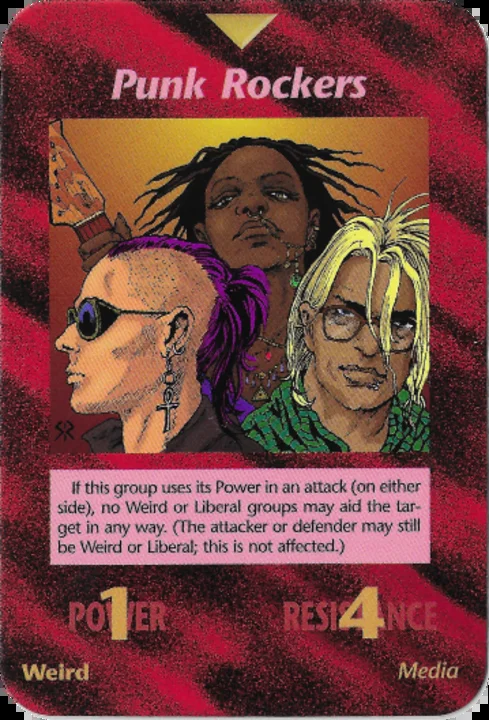 Punk Rockers
SR
If this group uses its Power in an attack (on either
side), no Weird or Liberal groups may aid the tar-
get in any way. (The attacker or defender may still
be Weird or Liberal; this is not affected.)
POWER 1 RESISTANCE 4
Weird Media